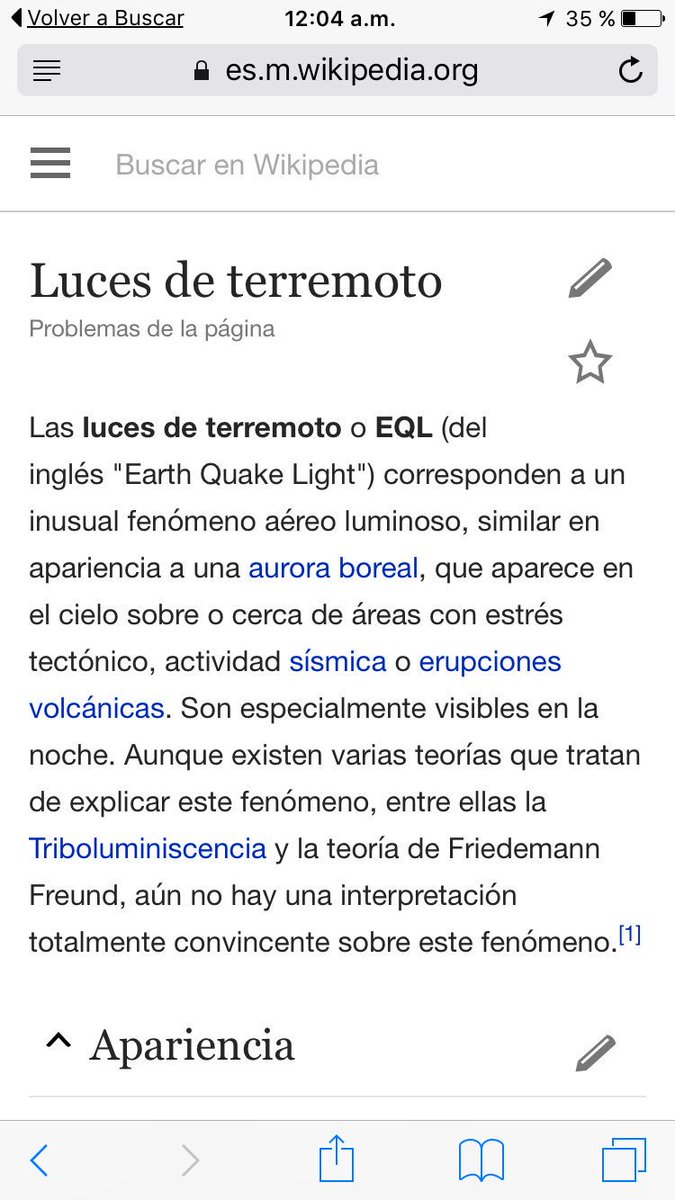 Volver a Buscar 12:04 a.m. 35 %
es.m.wikipedia.org
Buscar en Wikipedia
Luces de terremoto
Problemas de la página
Las luces de terremoto o EQL (del
inglés "Earth Quake Light") corresponden a un
inusual fenómeno aéreo luminoso, similar en
apariencia a una aurora boreal, que aparece en
el cielo sobre o cerca de áreas con estrés
tectónico, actividad sísmica o erupciones
volcánicas. Son especialmente visibles en la
noche. Aunque existen varias teorías que tratan
de explicar este fenómeno, entre ellas la
Triboluminiscencia y la teoría de Friedemann
Freund, aún no hay una interpretación
totalmente convincente sobre este fenómeno.[1]
Apariencia